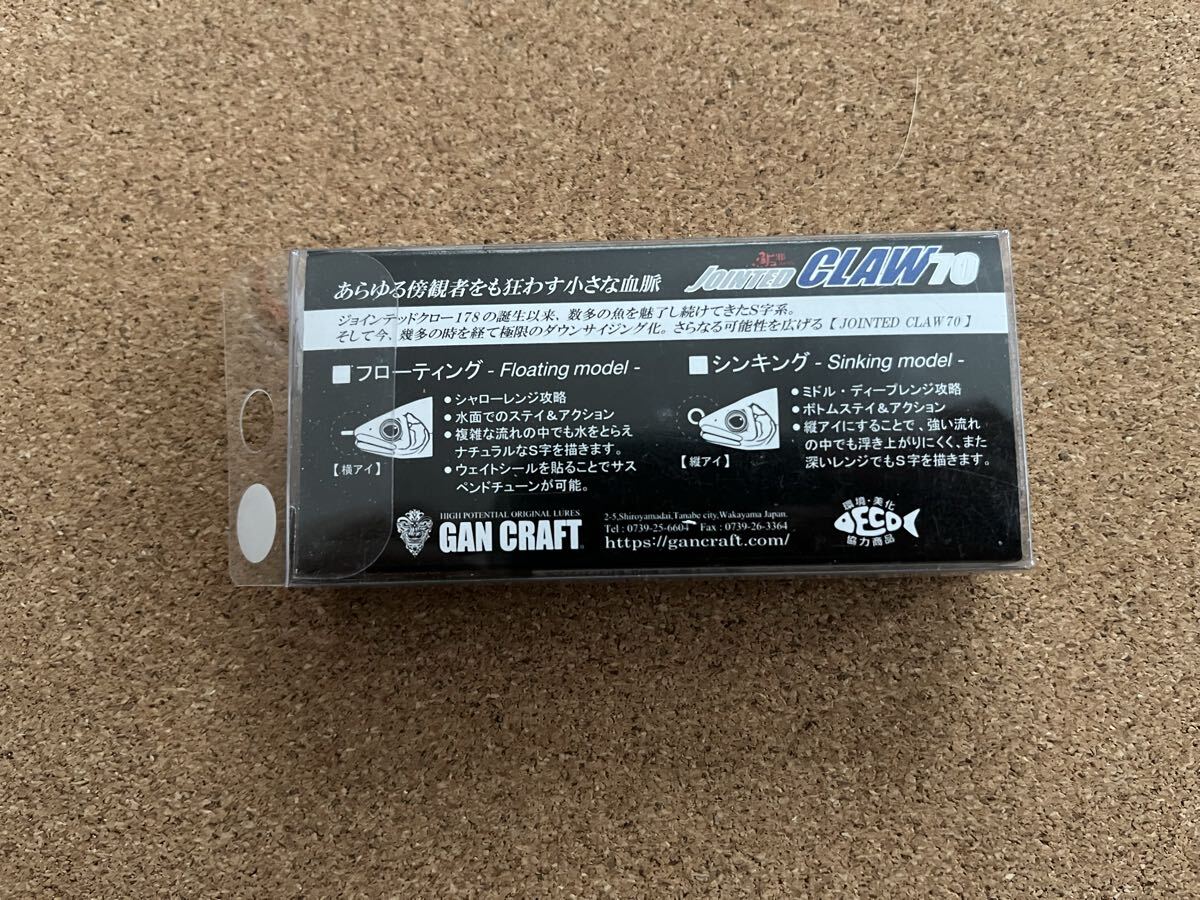 あらゆる傍観者をも狂わす小さな血脈
JOINTED CLAW 70
ジョインテッドクロー178の誕生以来、数多の魚を魅了し続けてきたS字系。
そして今、幾多の時を経て極限のダウンサイジング化。さらなる可能性を広げる【JOINTED CLAW 70】
■フローティング - Floating model -
・シャローレンジ攻略
・水面でのステイ&アクション
・複雑な流れの中でも水をとらえ
ナチュラルなS字を描きます。
・ウェイトシールを貼ることでサス
ペンドチューンが可能。
【横アイ】
■シンキング - Sinking model -
・ミドル・ディープレンジ攻略
・ボトムステイ&アクション
・縦アイにすることで、強い流れ
の中でも浮き上がりにくく、また
深いレンジでもS字を描きます。
【縦アイ】
HIGH POTENTIAL ORIGINAL LURES
GAN CRAFT
2-5,Shiroyamadai,Tanabe city,Wakayama Japan.
Tel : 0739-25-6604 Fax : 0739-26-3364
https://gancraft.com/
環境・美化
ECO
協力商品